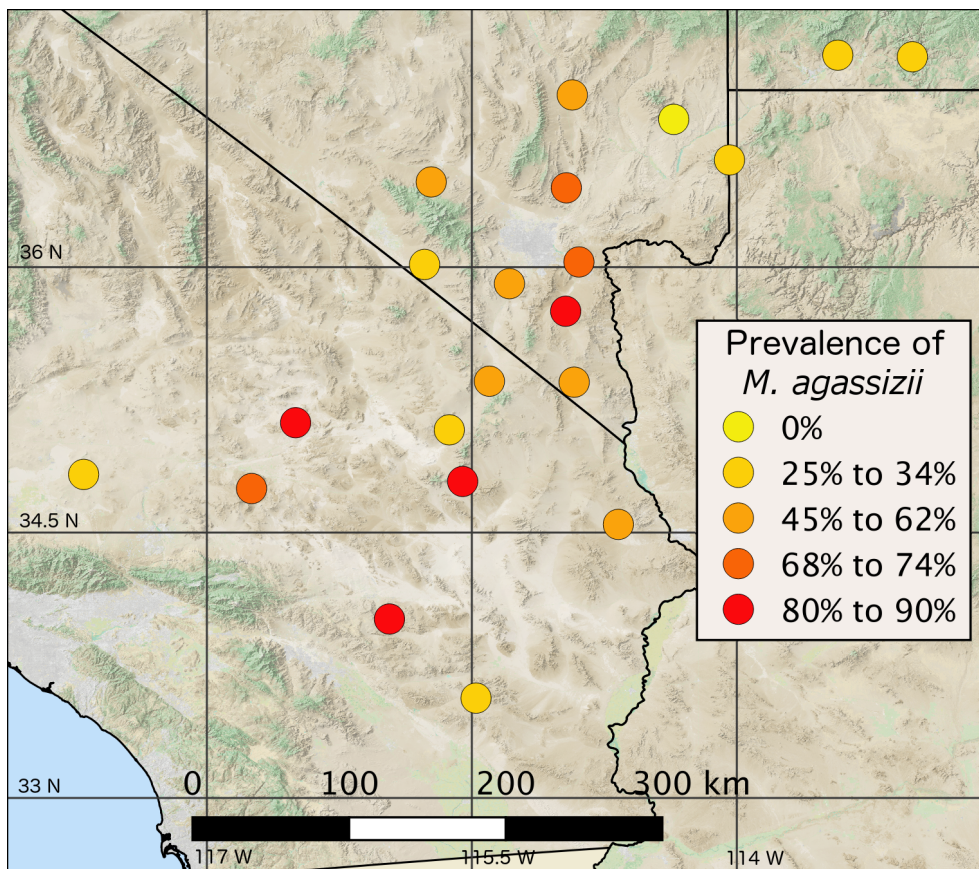 36 N
Prevalence of
M. agassizii
0%
25% to 34%
45% to 62%
68% to 74%
80% to 90%
34.5 N
33 N
0 100 200 300 km
117 W 115.5 W 114 W